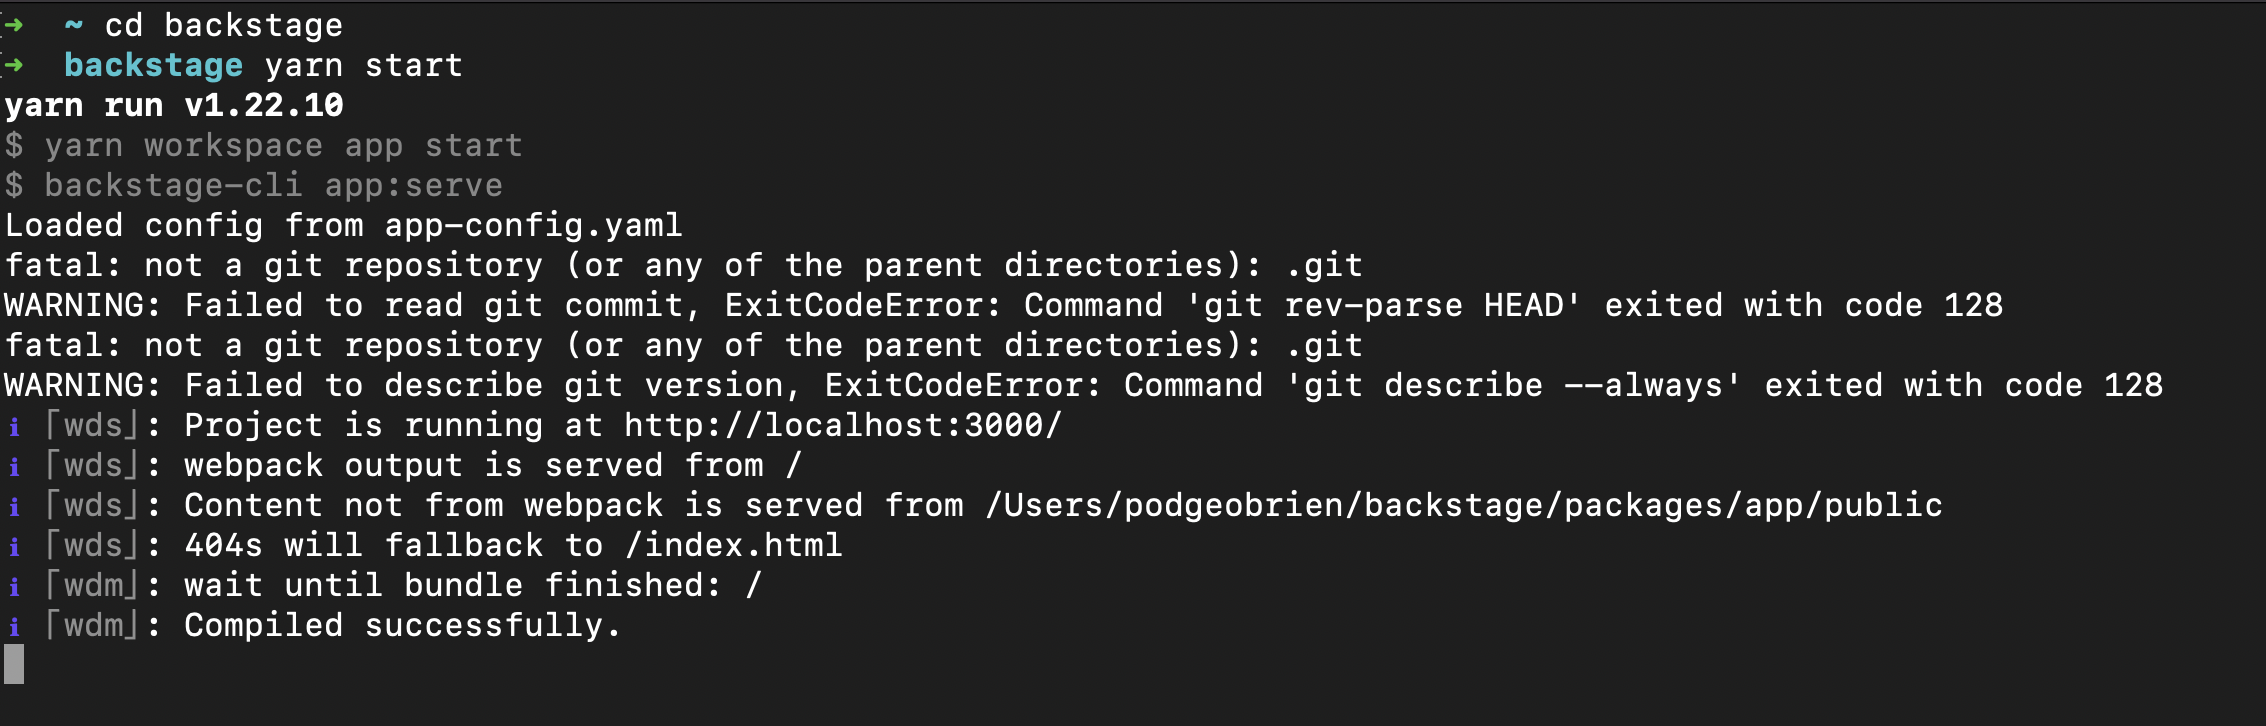 ➜  ~ cd backstage
➜  backstage yarn start
yarn run v1.22.10
$ yarn workspace app start
$ backstage-cli app:serve
Loaded config from app-config.yaml
fatal: not a git repository (or any of the parent directories): .git
WARNING: Failed to read git commit, ExitCodeError: Command 'git rev-parse HEAD' exited with code 128
fatal: not a git repository (or any of the parent directories): .git
WARNING: Failed to describe git version, ExitCodeError: Command 'git describe --always' exited with code 128
ℹ ⌈wds⌋: Project is running at http://localhost:3000/
ℹ ⌈wds⌋: webpack output is served from /
ℹ ⌈wds⌋: Content not from webpack is served from /Users/podgeobrien/backstage/packages/app/public
ℹ ⌈wds⌋: 404s will fallback to /index.html
ℹ ⌈wdm⌋: wait until bundle finished: /
ℹ ⌈wdm⌋: Compiled successfully.